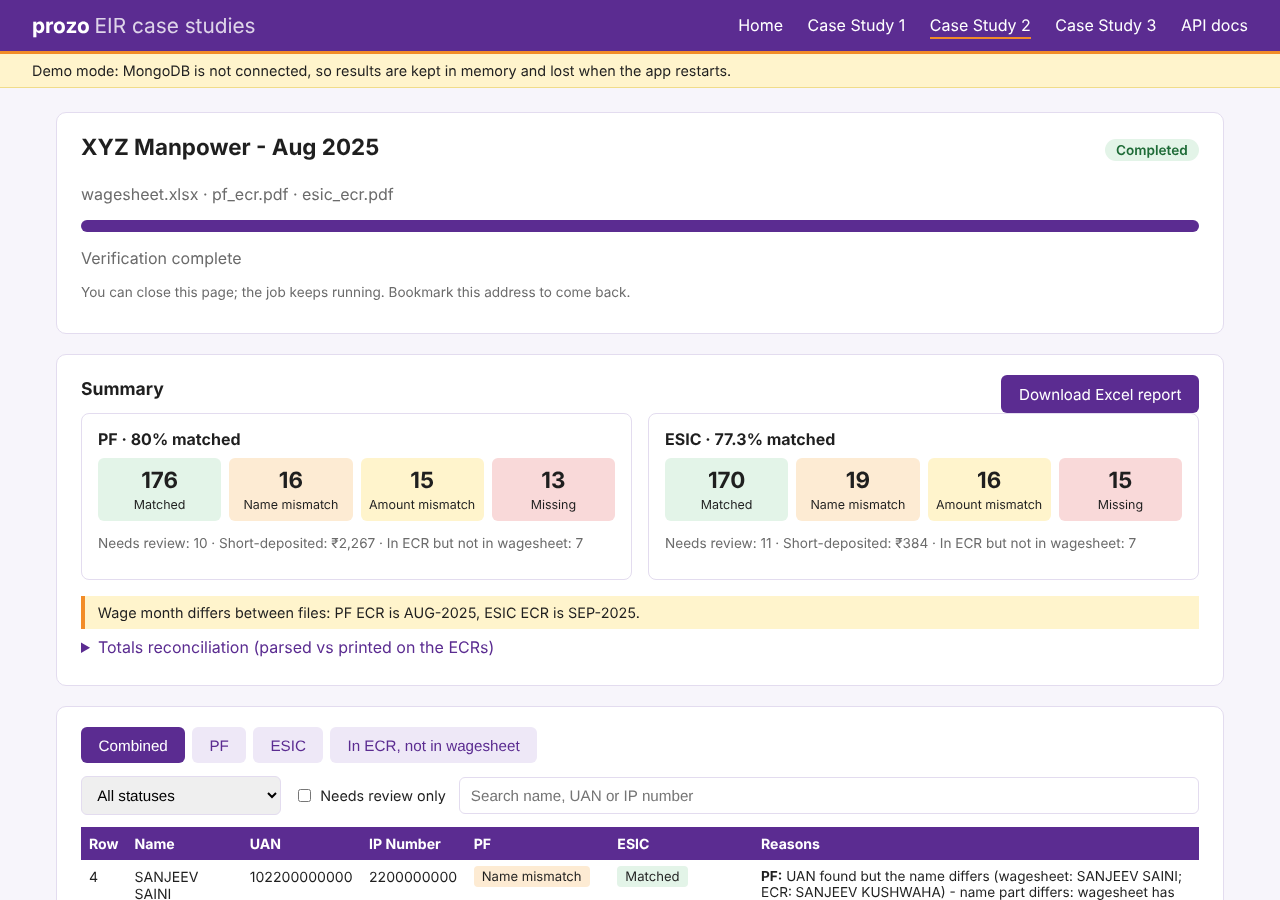 prozo EIR case studies
Home Case Study 1 Case Study 2 Case Study 3 API docs
Demo mode: MongoDB is not connected, so results are kept in memory and lost when the app restarts.
XYZ Manpower - Aug 2025
Completed
wagesheet.xlsx · pf_ecr.pdf · esic_ecr.pdf
Verification complete
You can close this page; the job keeps running. Bookmark this address to come back.
Summary
Download Excel report
PF · 80% matched
176 16 15 13
Matched Name mismatch Amount mismatch Missing
Needs review: 10 · Short-deposited: ₹2,267 · In ECR but not in wagesheet: 7
ESIC · 77.3% matched
170 19 16 15
Matched Name mismatch Amount mismatch Missing
Needs review: 11 · Short-deposited: ₹384 · In ECR but not in wagesheet: 7
Wage month differs between files: PF ECR is AUG-2025, ESIC ECR is SEP-2025.
Totals reconciliation (parsed vs printed on the ECRs)
Combined PF ESIC In ECR, not in wagesheet
All statuses Needs review only Search name, UAN or IP number
Row Name UAN IP Number PF ESIC Reasons
4 SANJEEV SAINI 102200000000 2200000000 Name mismatch Matched PF: UAN found but the name differs (wagesheet: SANJEEV SAINI;
ECR: SANJEEV KUSHWAHA) - name part differs: wagesheet has